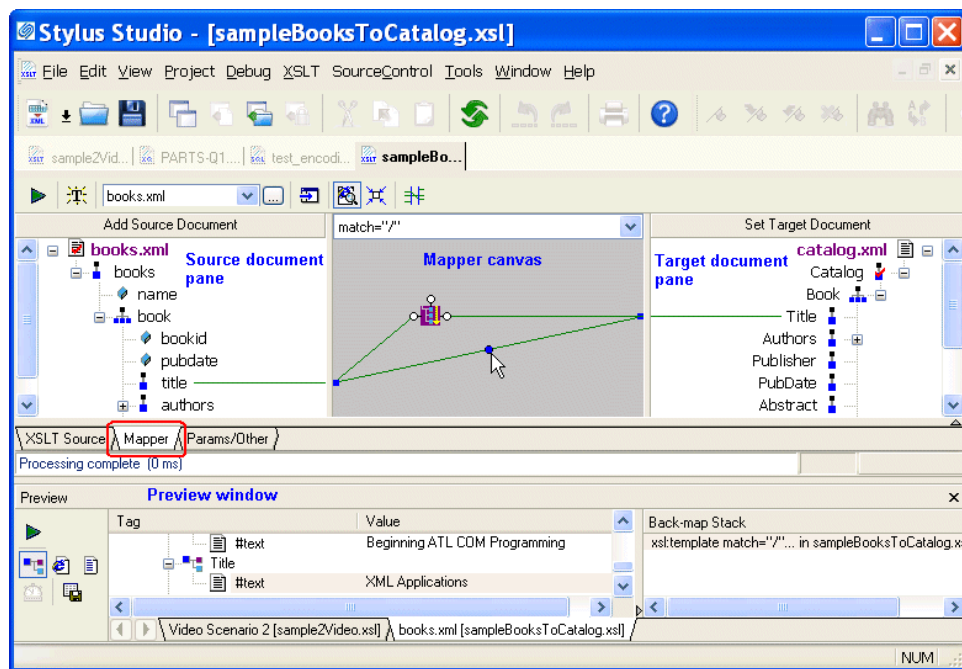 Stylus Studio - [sampleBooksToCatalog.xsl]
File Edit View Project Debug XSLT SourceControl Tools Window Help
sample2Vid... PARTS-Q1.... test_encodi... sampleBo...
books.xml
Add Source Document
match="/"
Set Target Document
books.xml
Source document pane
Mapper canvas
Target document pane
catalog.xml
books
name
book
bookid
pubdate
title
authors
Catalog
Book
Title
Authors
Publisher
PubDate
Abstract
XSLT Source Mapper Params/Other
Processing complete (0 ms)
Preview
Preview window
Tag Value
Back-map Stack
#text Beginning ATL COM Programming
xsl:template match="/"... in sampleBooksToCatalog.x
Title
#text XML Applications
Video Scenario 2 [sample2Video.xsl] books.xml [sampleBooksToCatalog.xsl]
NUM